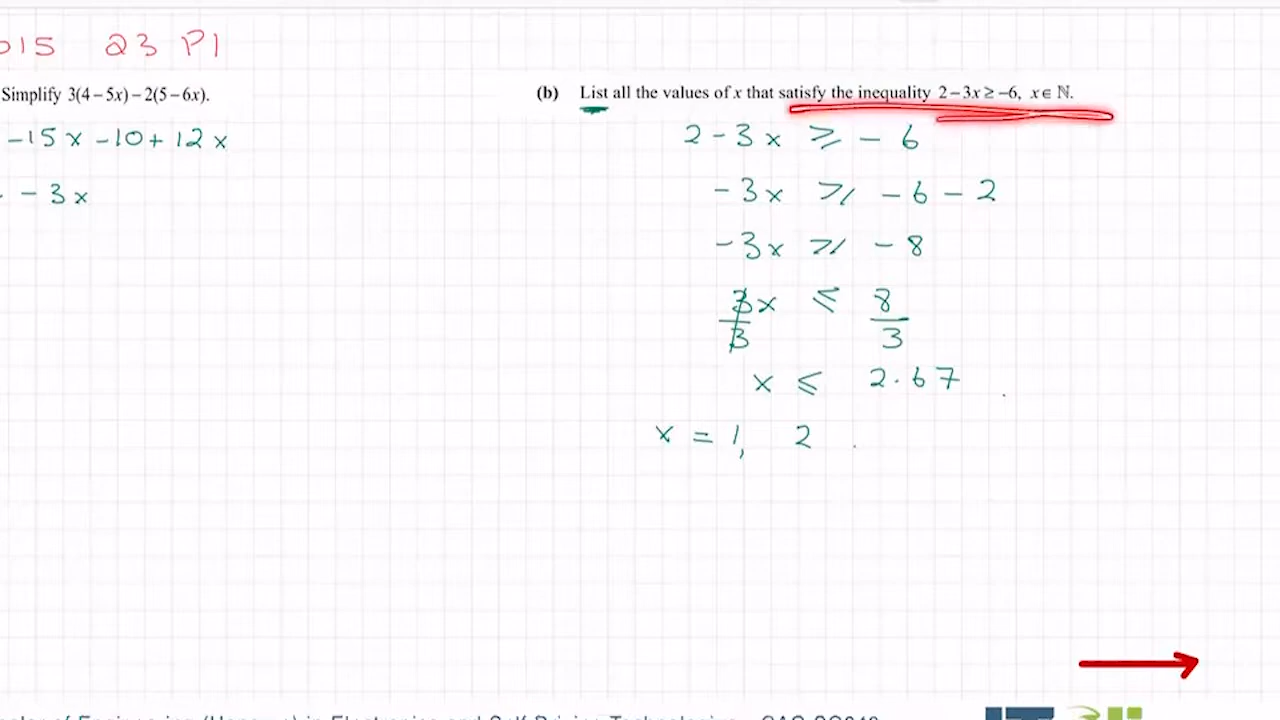 015 Q3 P1
Simplify 3(4 – 5x) – 2(5 – 6x).
-15x -10 + 12x
- 3x
(b) List all the values of x that satisfy the inequality 2 – 3x ≥ –6, x ∈ ℕ.
2 - 3x ≥ - 6
-3x ≥ -6 - 2
-3x ≥ - 8
3x ≤ 8
3 3
x ≤ 2.67
x = 1, 2